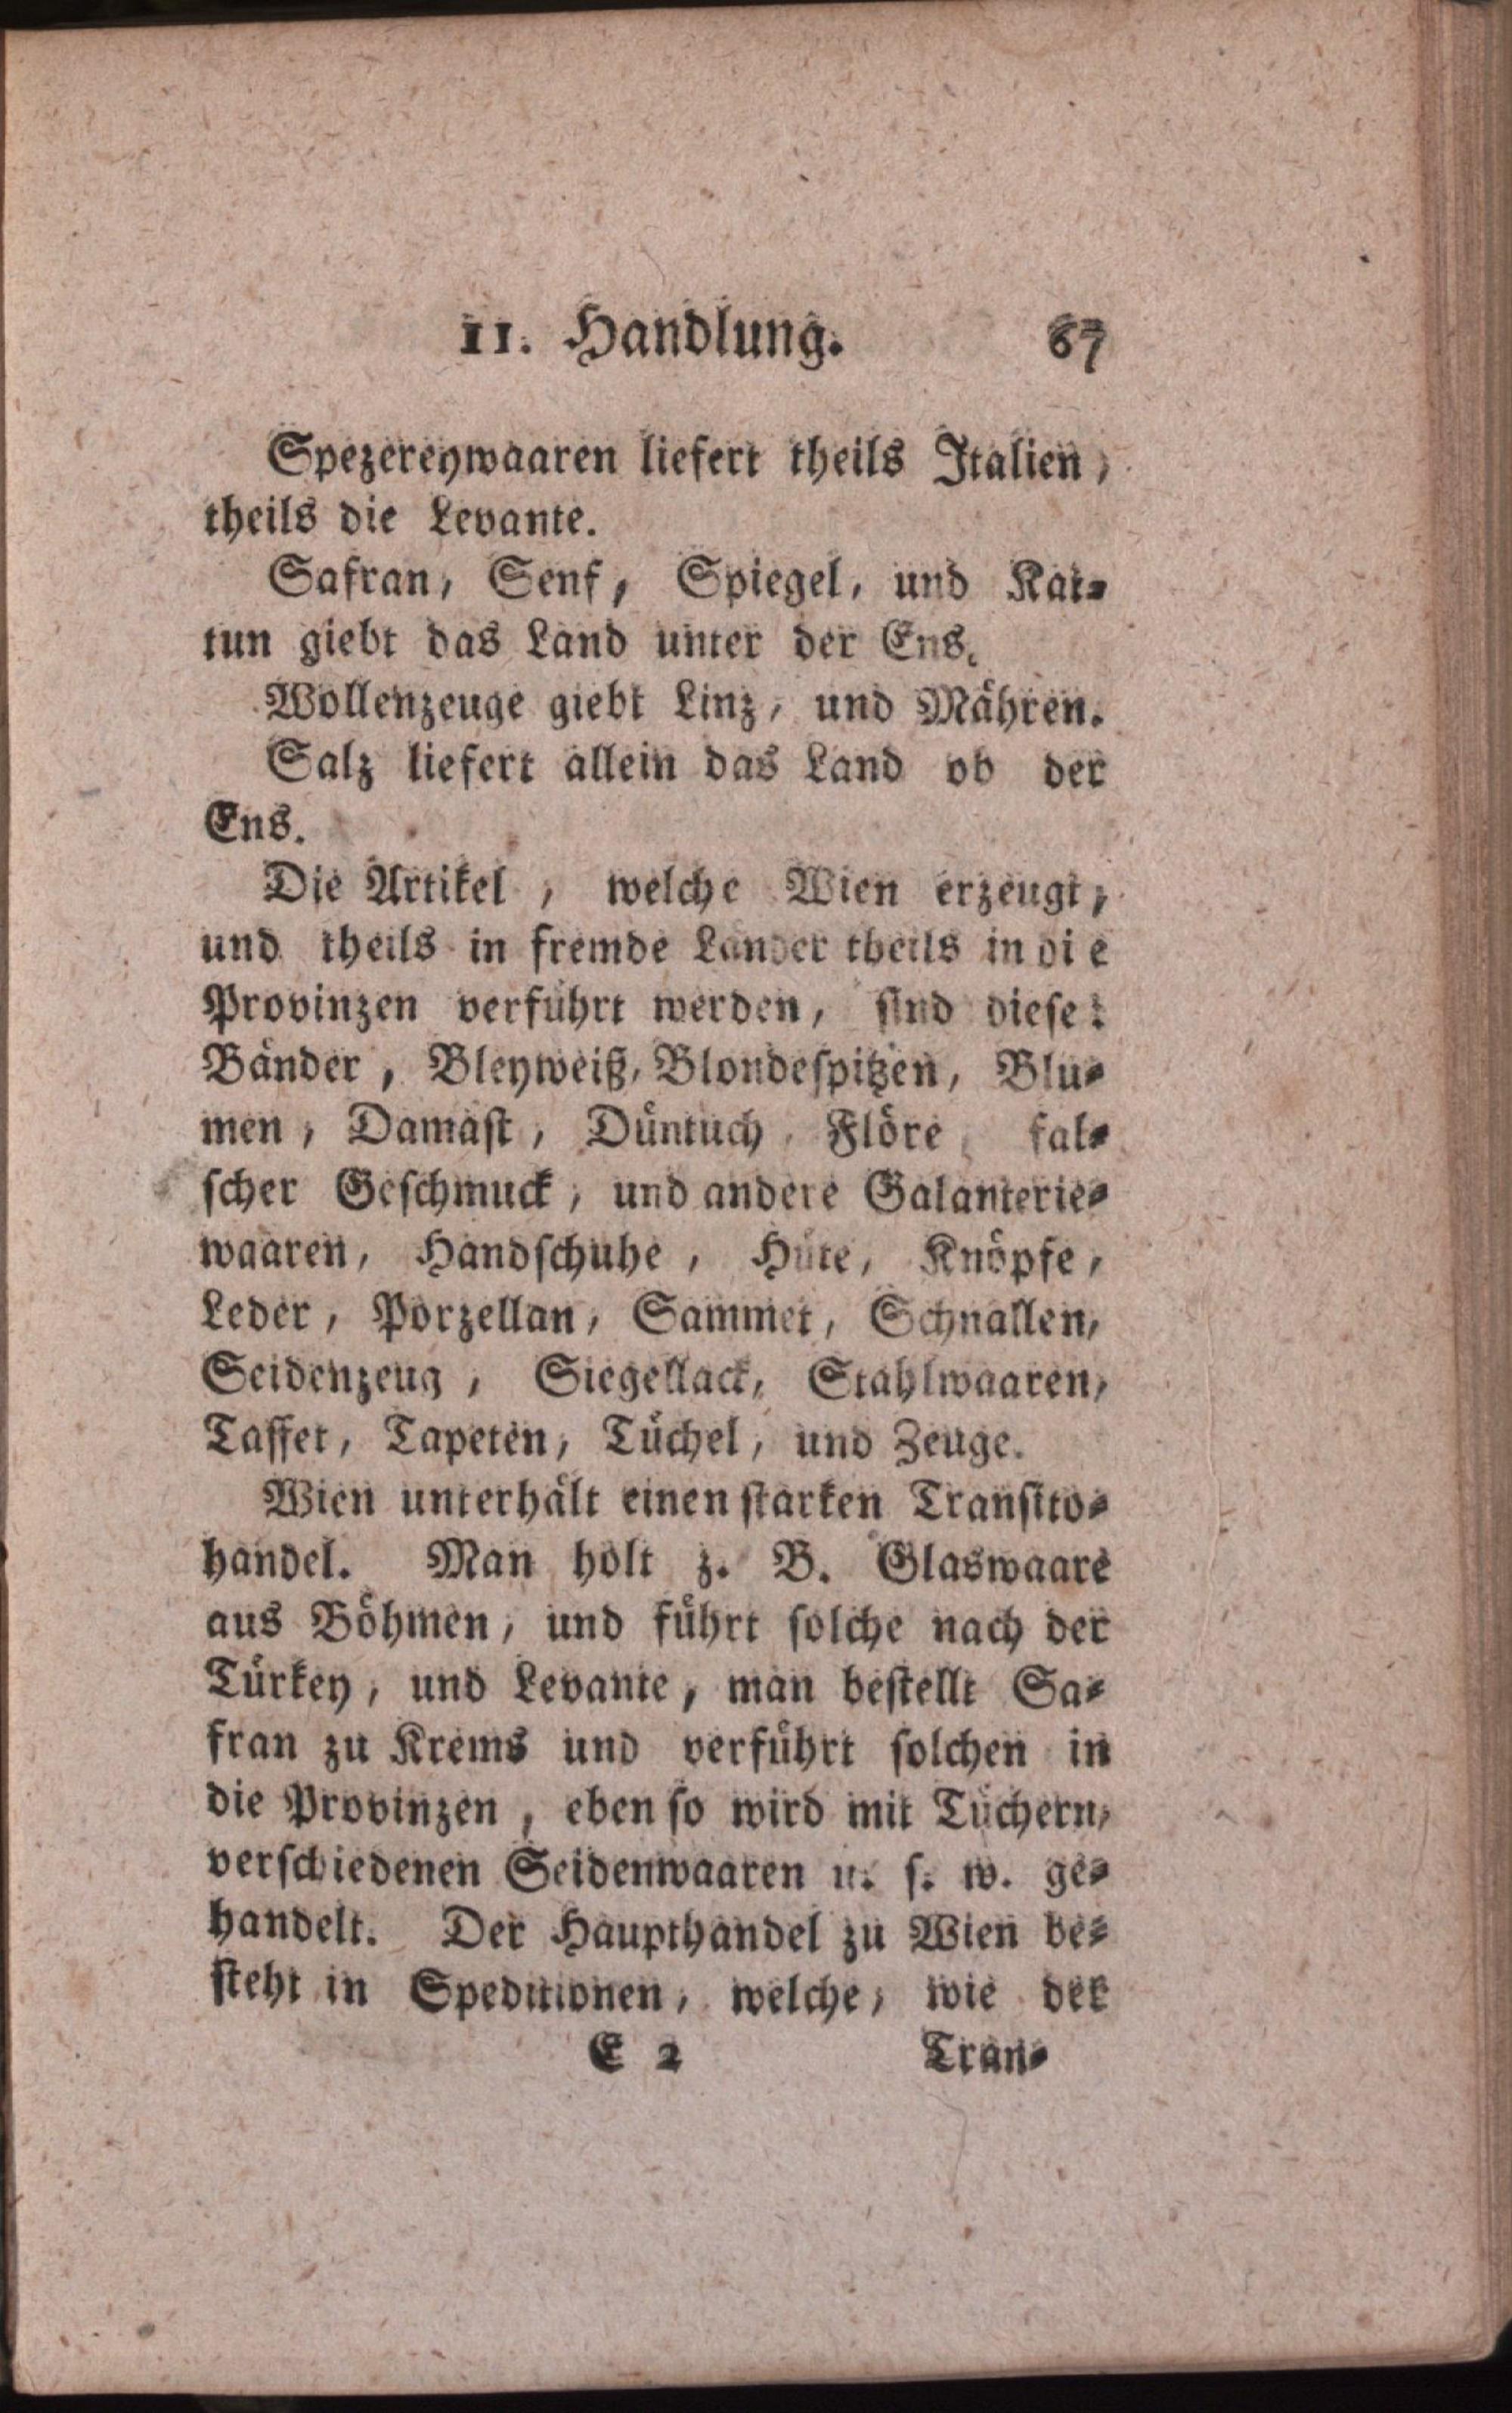 11. Handlung. 67
Spezereywaaren liefert theils Italien,
theils die Levante.
Safran, Senf, Spiegel, und Kat-
tun giebt das Land unter der Ens.
Wollenzeuge giebt Linz, und Mähren.
Salz liefert allein das Land ob der
Ens.
Die Artikel, welche Wien erzeugt,
und theils in fremde Länder theils in die
Provinzen verführt werden, sind diese:
Bänder, Bleyweiß, Blondespitzen, Blu-
men, Damast, Düntuch, Flöre, fal-
scher Geschmuck, und andere Galanterie-
waaren, Handschuhe, Hüte, Knöpfe,
Leder, Porzellan, Sammet, Schnallen,
Seidenzeug, Siegellack, Stahlwaaren,
Taffet, Tapeten, Tüchel, und Zeuge.
Wien unterhält einen starken Transito-
handel. Man holt z. B. Glaswaare
aus Böhmen, und führt solche nach der
Türkey, und Levante, man bestellt Sa-
fran zu Krems und verführt solchen in
die Provinzen, eben so wird mit Tüchern,
verschiedenen Seidenwaaren u. s. w. ge-
handelt. Der Haupthandel zu Wien be-
steht in Speditionen, welche, wie der
E 2 Tran-